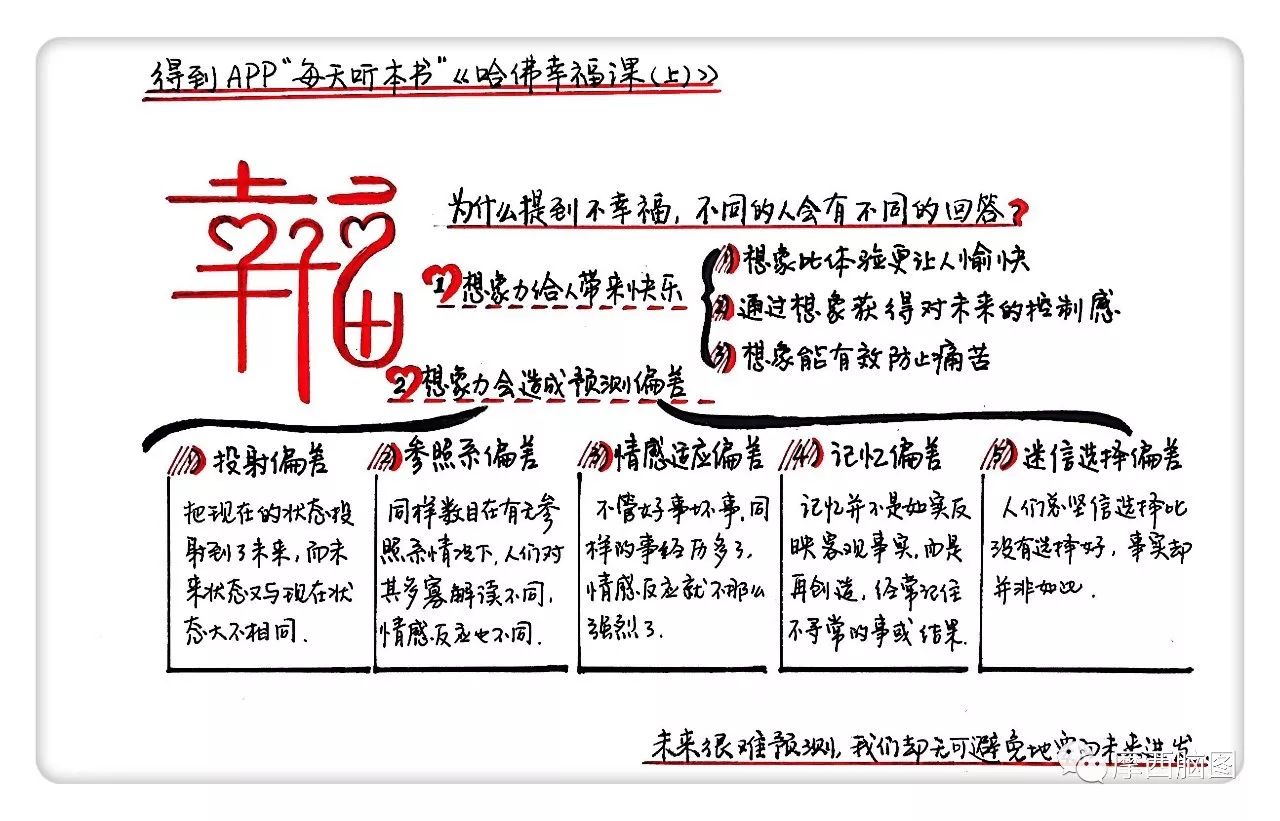 得到APP“每天听本书”《哈佛幸福课(上)》
幸福
为什么提到不幸福，不同的人会有不同的回答？
1 想象力给人带来快乐
1) 想象比体验更让人愉快
2) 通过想象获得对未来的控制感
3) 想象能有效防止痛苦
2 想象力会造成预测偏差
1) 投射偏差
把现在的状态投
射到了未来，而未
来状态又与现在状
态大不相同.
2) 参照系偏差
同样数目在有无参
照系情况下，人们对
其多寡解读不同，
情感反应也不同.
3) 情感适应偏差
不管好事坏事，同
样的事经历多了，
情感反应就不那么
强烈了.
4) 记忆偏差
记忆并不是如实反
映客观事实，而是
再创造，经常记住
不寻常的事或结果.
5) 迷信选择偏差
人们总坚信选择比
没有选择好，事实却
并非如此.
未来很难预测，我们却无可避免地要向未来进发.
摩西脑图